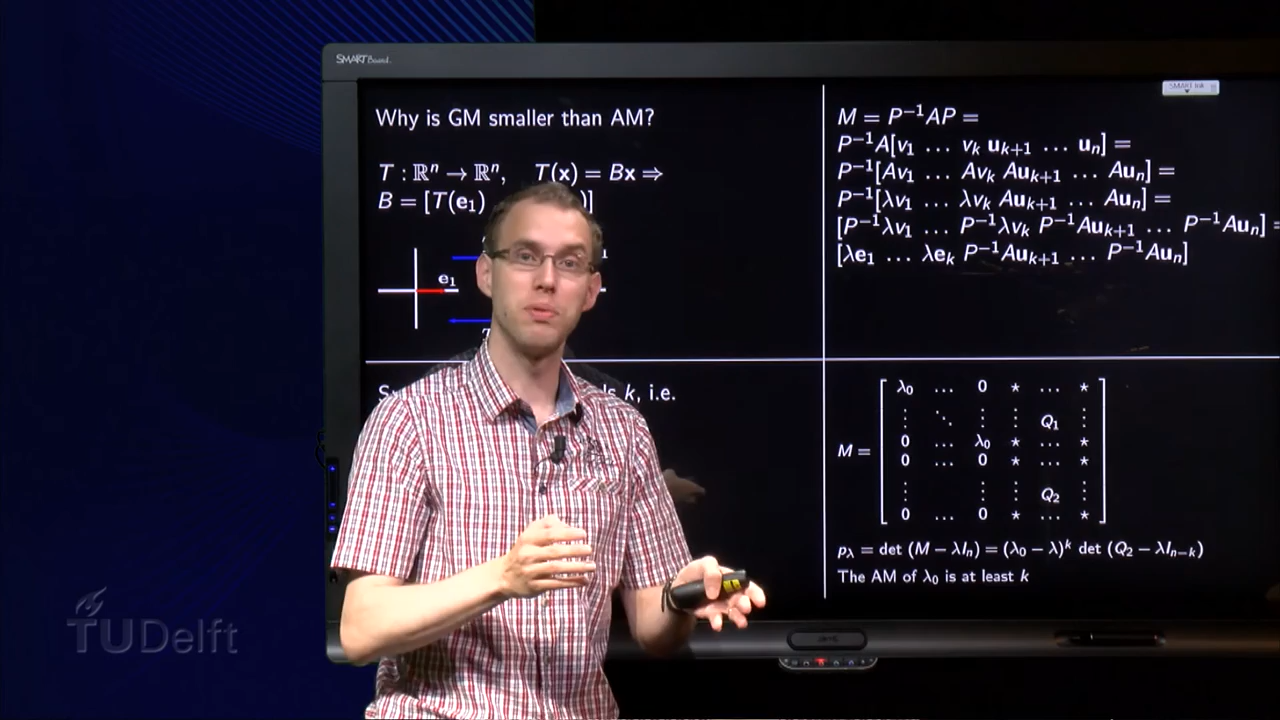 SMART Board
SMART Ink
Why is GM smaller than AM?
T : ℝⁿ → ℝⁿ, T(x) = Bx ⇒
B = [T(e₁) )]
e₁
M = P⁻¹AP =
P⁻¹A[v₁ … vₖ uₖ₊₁ … uₙ] =
P⁻¹[Av₁ … Avₖ Auₖ₊₁ … Auₙ] =
P⁻¹[λv₁ … λvₖ Auₖ₊₁ … Auₙ] =
[P⁻¹λv₁ … P⁻¹λvₖ P⁻¹Auₖ₊₁ … P⁻¹Auₙ] =
[λe₁ … λeₖ P⁻¹Auₖ₊₁ … P⁻¹Auₙ]
k, i.e.
λ₀ … 0 * … *
⋮ ⋱ ⋮ ⋮ Q₁
0 … λ₀ * … *
M =
0 … 0 * … *
⋮ ⋮ ⋮ Q₂
0 … 0 * … *
p_λ = det (M − λIₙ) = (λ₀ − λ)ᵏ det (Q₂ − λIₙ₋ₖ)
The AM of λ₀ is at least k
TUDelft